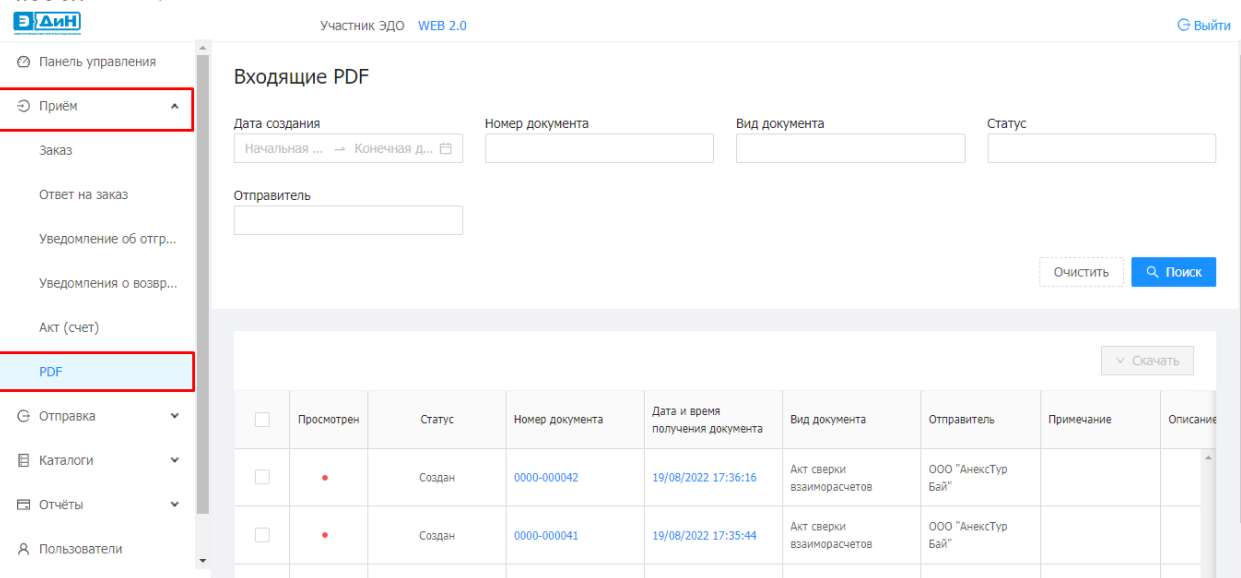 Э ДиН
Участник ЭДО WEB 2.0
Выйти
Панель управления
Приём
Заказ
Ответ на заказ
Уведомление об отгр...
Уведомления о возвр...
Акт (счет)
PDF
Отправка
Каталоги
Отчёты
Пользователи
Входящие PDF
Дата создания
Номер документа
Вид документа
Статус
Начальная ... → Конечная д...
Отправитель
Очистить
Поиск
Скачать
Просмотрен
Статус
Номер документа
Дата и время
получения документа
Вид документа
Отправитель
Примечание
Описание
Создан
0000-000042
19/08/2022 17:36:16
Акт сверки
взаиморасчетов
ООО "АнексТур
Бай"
Создан
0000-000041
19/08/2022 17:35:44
Акт сверки
взаиморасчетов
ООО "АнексТур
Бай"